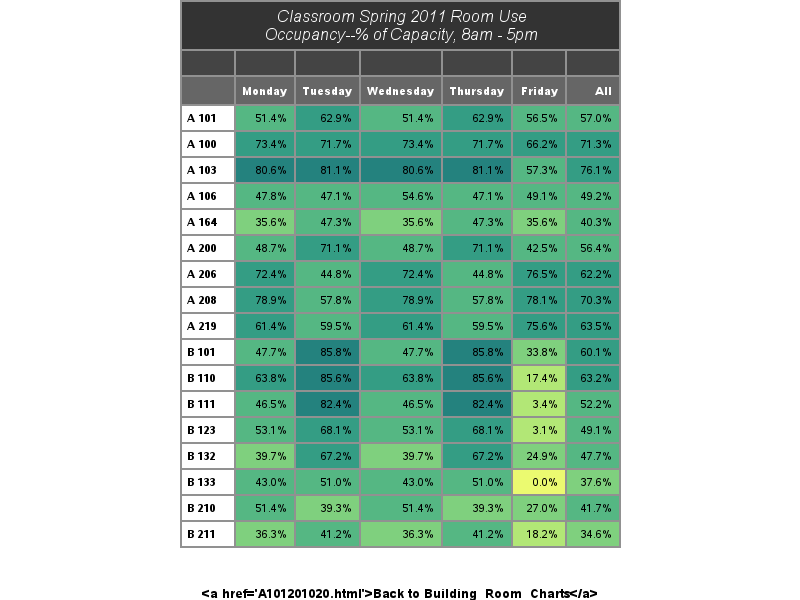 Classroom Spring 2011 Room Use
Occupancy--% of Capacity, 8am - 5pm
Monday Tuesday Wednesday Thursday Friday All
A 101 51.4% 62.9% 51.4% 62.9% 56.5% 57.0%
A 100 73.4% 71.7% 73.4% 71.7% 66.2% 71.3%
A 103 80.6% 81.1% 80.6% 81.1% 57.3% 76.1%
A 106 47.8% 47.1% 54.6% 47.1% 49.1% 49.2%
A 164 35.6% 47.3% 35.6% 47.3% 35.6% 40.3%
A 200 48.7% 71.1% 48.7% 71.1% 42.5% 56.4%
A 206 72.4% 44.8% 72.4% 44.8% 76.5% 62.2%
A 208 78.9% 57.8% 78.9% 57.8% 78.1% 70.3%
A 219 61.4% 59.5% 61.4% 59.5% 75.6% 63.5%
B 101 47.7% 85.8% 47.7% 85.8% 33.8% 60.1%
B 110 63.8% 85.6% 63.8% 85.6% 17.4% 63.2%
B 111 46.5% 82.4% 46.5% 82.4% 3.4% 52.2%
B 123 53.1% 68.1% 53.1% 68.1% 3.1% 49.1%
B 132 39.7% 67.2% 39.7% 67.2% 24.9% 47.7%
B 133 43.0% 51.0% 43.0% 51.0% 0.0% 37.6%
B 210 51.4% 39.3% 51.4% 39.3% 27.0% 41.7%
B 211 36.3% 41.2% 36.3% 41.2% 18.2% 34.6%
<a href='A101201020.html'>Back to Building_Room_Charts</a>